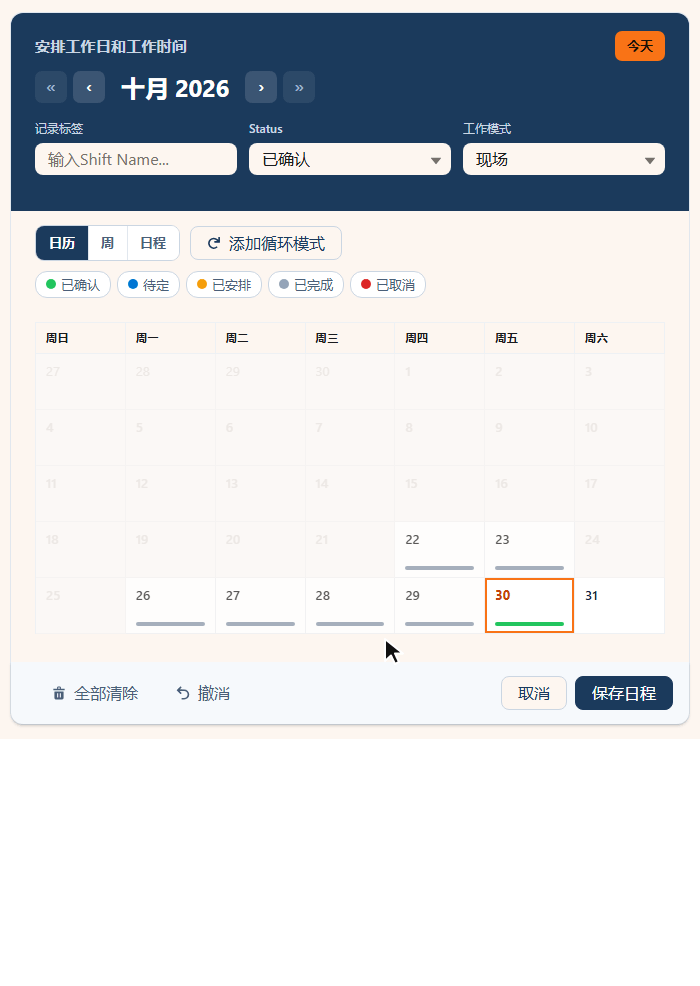 安排工作日和工作时间
今天
« ‹ 十月 2026 › »
记录标签 Status 工作模式
输入Shift Name... 已确认 现场
日历 周 日程 添加循环模式
已确认 待定 已安排 已完成 已取消
周日 周一 周二 周三 周四 周五 周六
27 28 29 30 1 2 3
4 5 6 7 8 9 10
11 12 13 14 15 16 17
18 19 20 21 22 23 24
25 26 27 28 29 30 31
全部清除 撤消 取消 保存日程